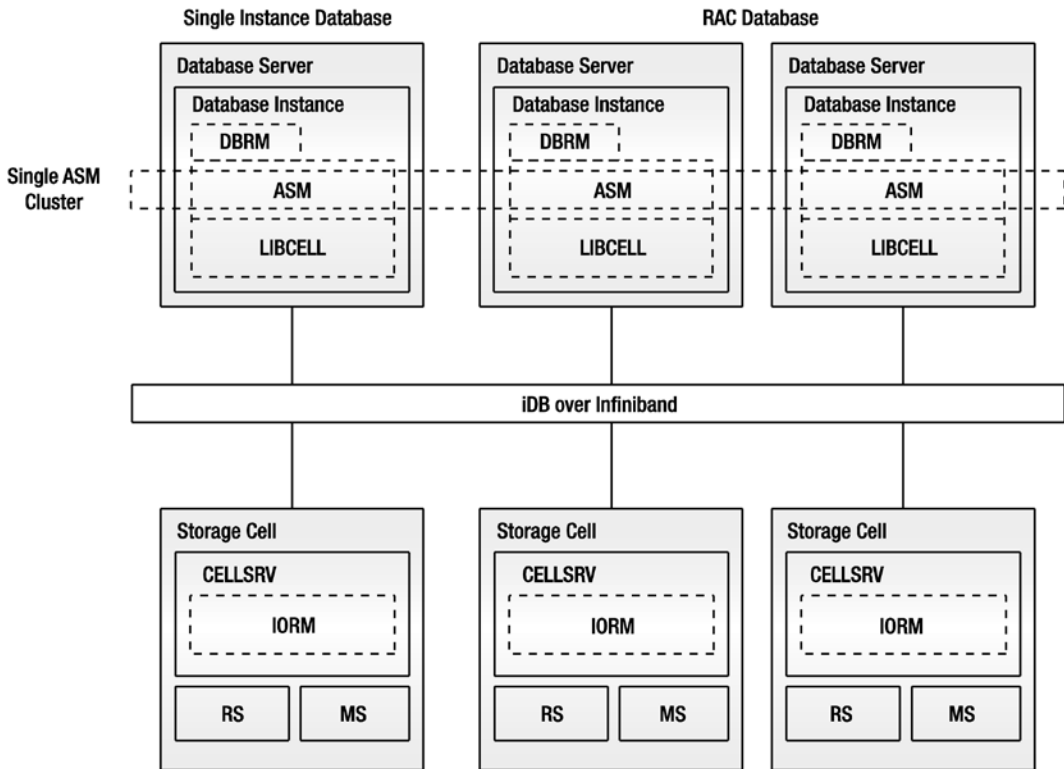 Single Instance Database
RAC Database
Database Server
Database Server
Database Server
Database Instance
Database Instance
Database Instance
DBRM
DBRM
DBRM
Single ASM
Cluster
ASM
ASM
ASM
LIBCELL
LIBCELL
LIBCELL
iDB over Infiniband
Storage Cell
Storage Cell
Storage Cell
CELLSRV
CELLSRV
CELLSRV
IORM
IORM
IORM
RS
MS
RS
MS
RS
MS